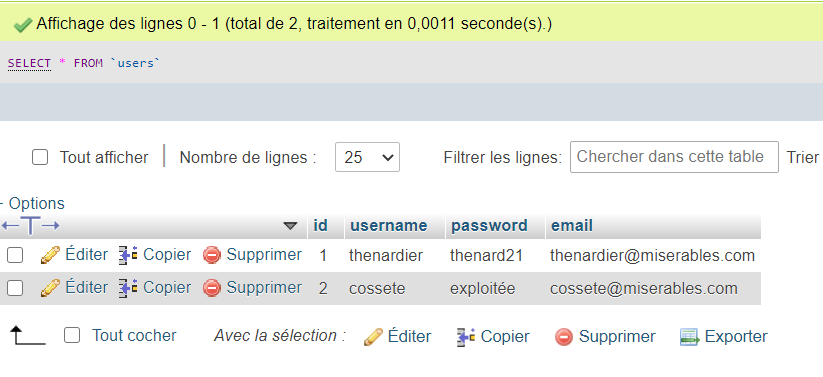 Affichage des lignes 0 - 1 (total de 2, traitement en 0,0011 seconde(s).)
SELECT * FROM `users`
Tout afficher | Nombre de lignes : 25 Filtrer les lignes: Chercher dans cette table Trier
- Options
←T→ id username password email
Éditer Copier Supprimer 1 thenardier thenard21 thenardier@miserables.com
Éditer Copier Supprimer 2 cossete exploitée cossete@miserables.com
Tout cocher Avec la sélection : Éditer Copier Supprimer Exporter